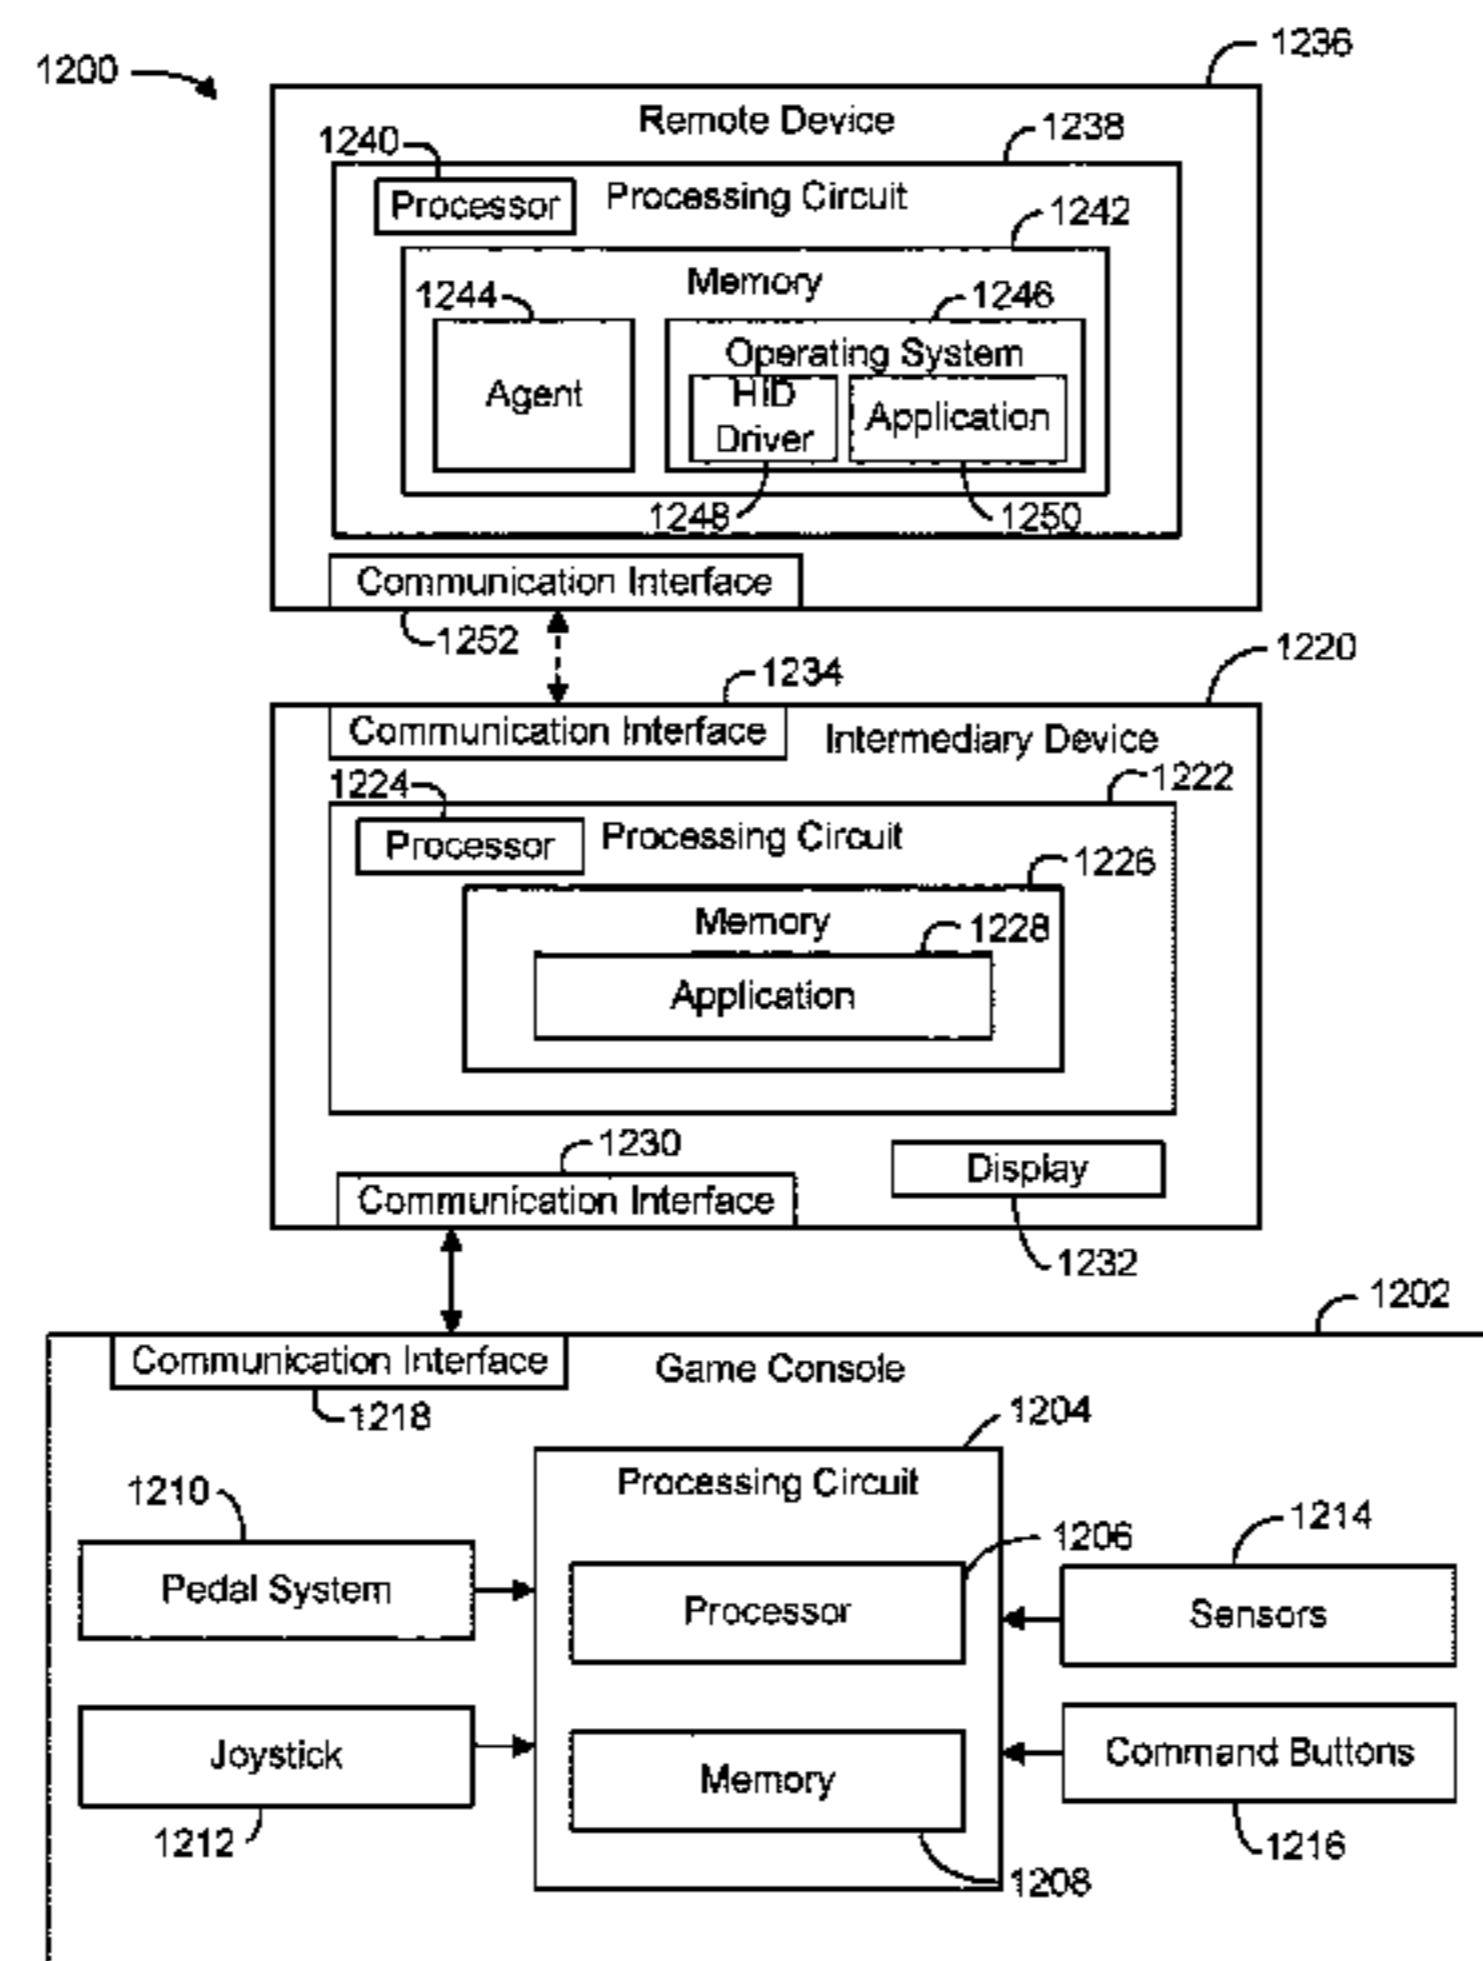 1200
1236
Remote Device
1240
1238
Processor
Processing Circuit
1242
Memory
1244
1246
Operating System
Agent
HID
Driver
Application
1248
1250
Communication Interface
1252
1220
1234
Communication Interface
Intermediary Device
1224
1222
Processor
Processing Circuit
1226
Memory
1228
Application
1230
Display
Communication Interface
1232
1202
Communication Interface
Game Console
1218
1204
Processing Circuit
1210
1206
1214
Pedal System
Processor
Sensors
Joystick
Memory
Command Buttons
1212
1216
1208